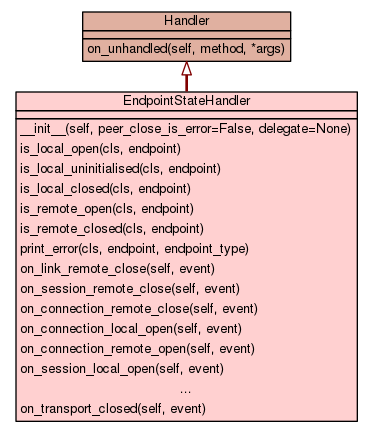 Handler
on_unhandled(self, method, *args)
EndpointStateHandler
__init__(self, peer_close_is_error=False, delegate=None)
is_local_open(cls, endpoint)
is_local_uninitialised(cls, endpoint)
is_local_closed(cls, endpoint)
is_remote_open(cls, endpoint)
is_remote_closed(cls, endpoint)
print_error(cls, endpoint, endpoint_type)
on_link_remote_close(self, event)
on_session_remote_close(self, event)
on_connection_remote_close(self, event)
on_connection_local_open(self, event)
on_connection_remote_open(self, event)
on_session_local_open(self, event)
...
on_transport_closed(self, event)